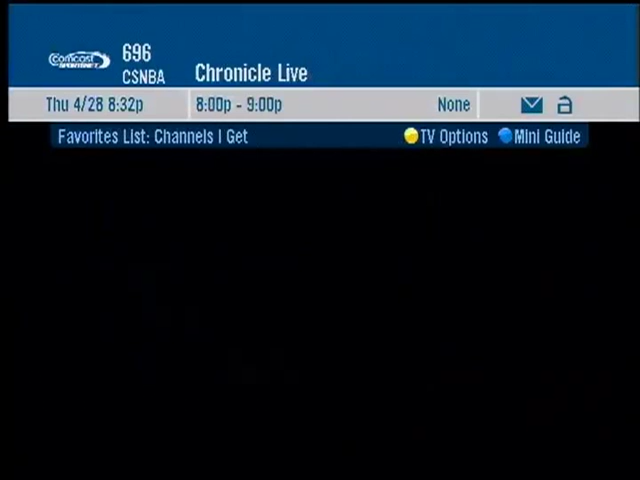 comcast
SPORTSNET
696
CSNBA
Chronicle Live
Thu 4/28 8:32p
8:00p - 9:00p
None
Favorites List: Channels I Get
TV Options
Mini Guide